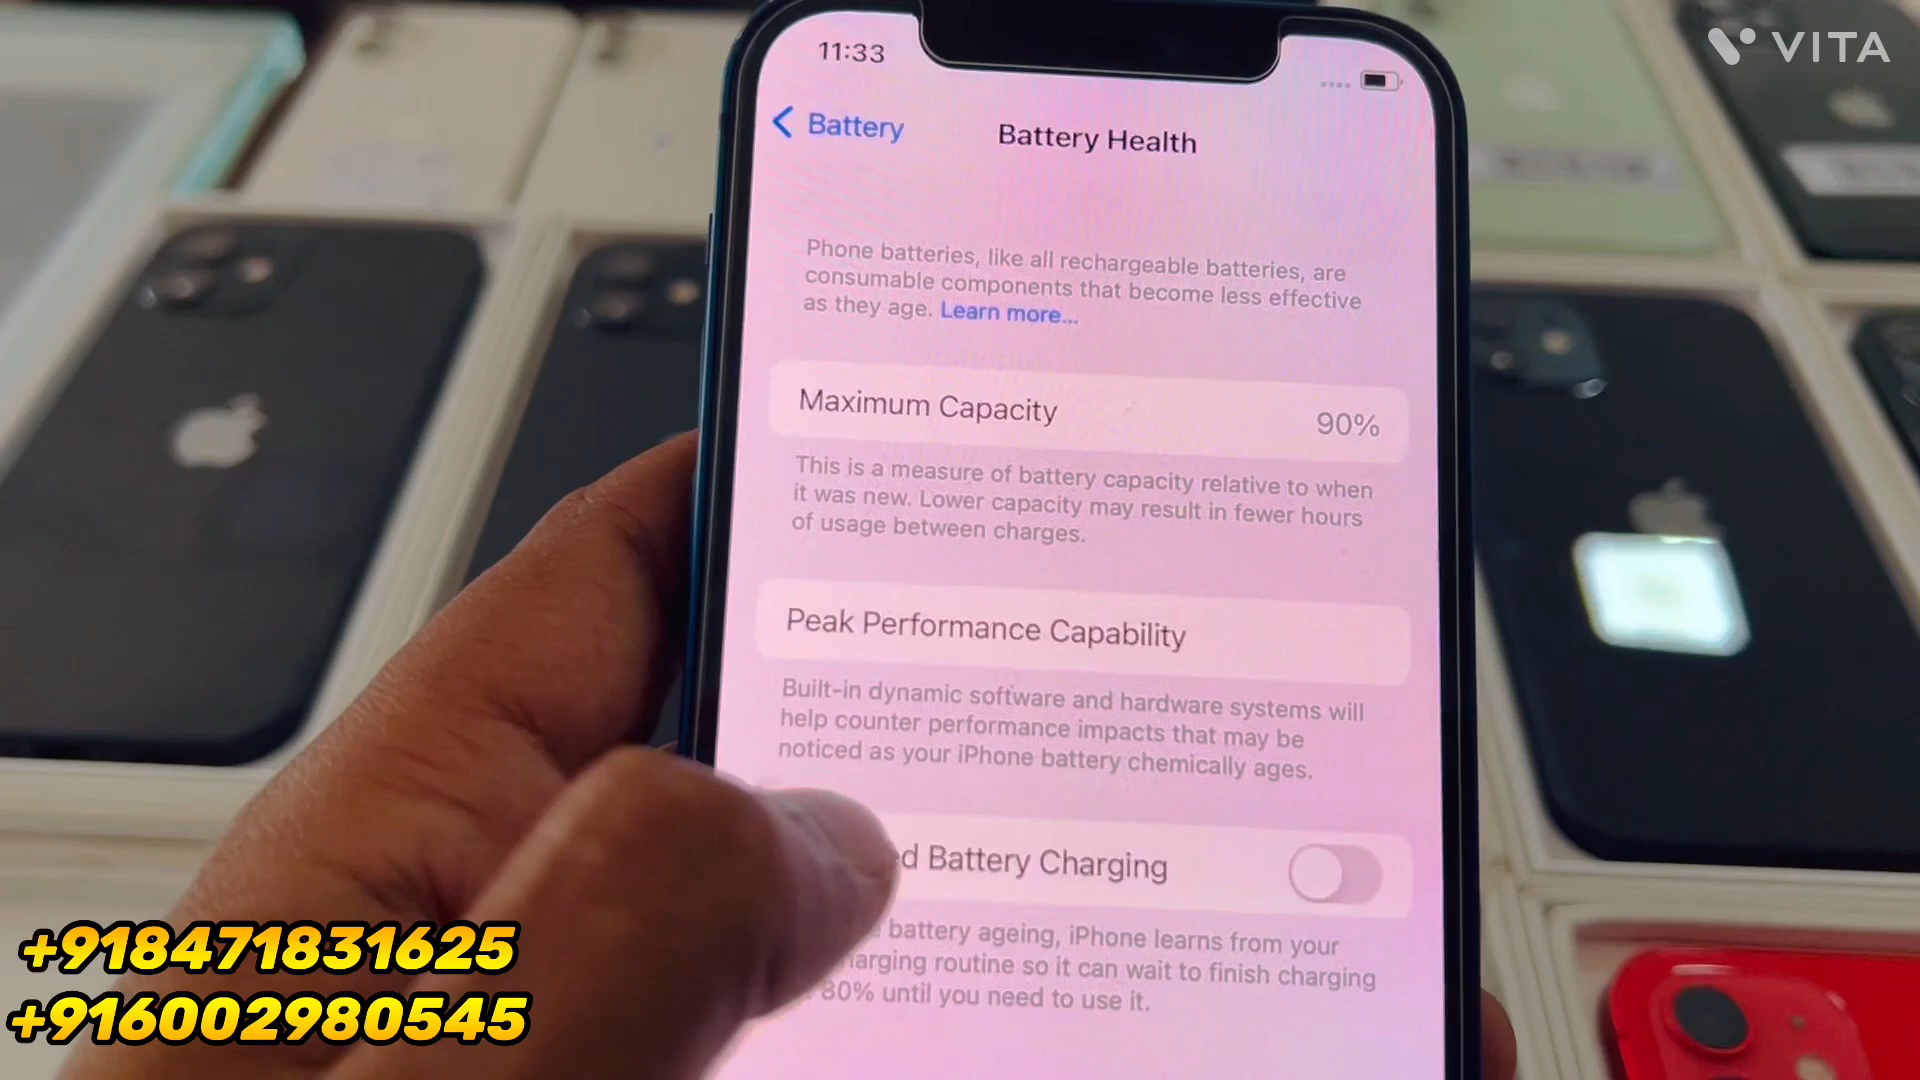 VITA
11:33
Battery
Battery Health
Phone batteries, like all rechargeable batteries, are
consumable components that become less effective
as they age. Learn more...
Maximum Capacity
90%
This is a measure of battery capacity relative to when
it was new. Lower capacity may result in fewer hours
of usage between charges.
Peak Performance Capability
Built-in dynamic software and hardware systems will
help counter performance impacts that may be
noticed as your iPhone battery chemically ages.
Battery Charging
battery ageing, iPhone learns from your
routine so it can wait to finish charging
80% until you need to use it.
+918471831625
+916002980545